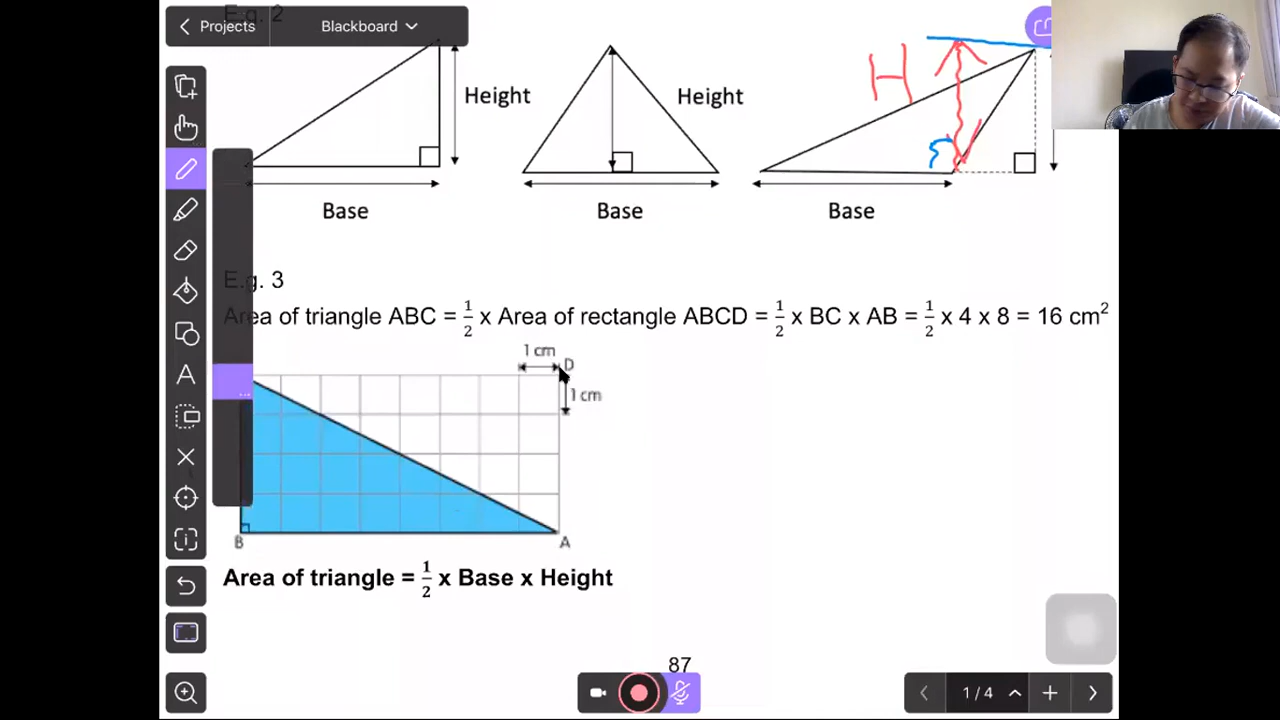 E.g. 2
Projects
Blackboard
Height
Height
H
Base
Base
Base
E.g. 3
Area of triangle ABC = 1/2 x Area of rectangle ABCD = 1/2 x BC x AB = 1/2 x 4 x 8 = 16 cm²
1 cm
D
1 cm
B
A
Area of triangle = 1/2 x Base x Height
87
1 / 4